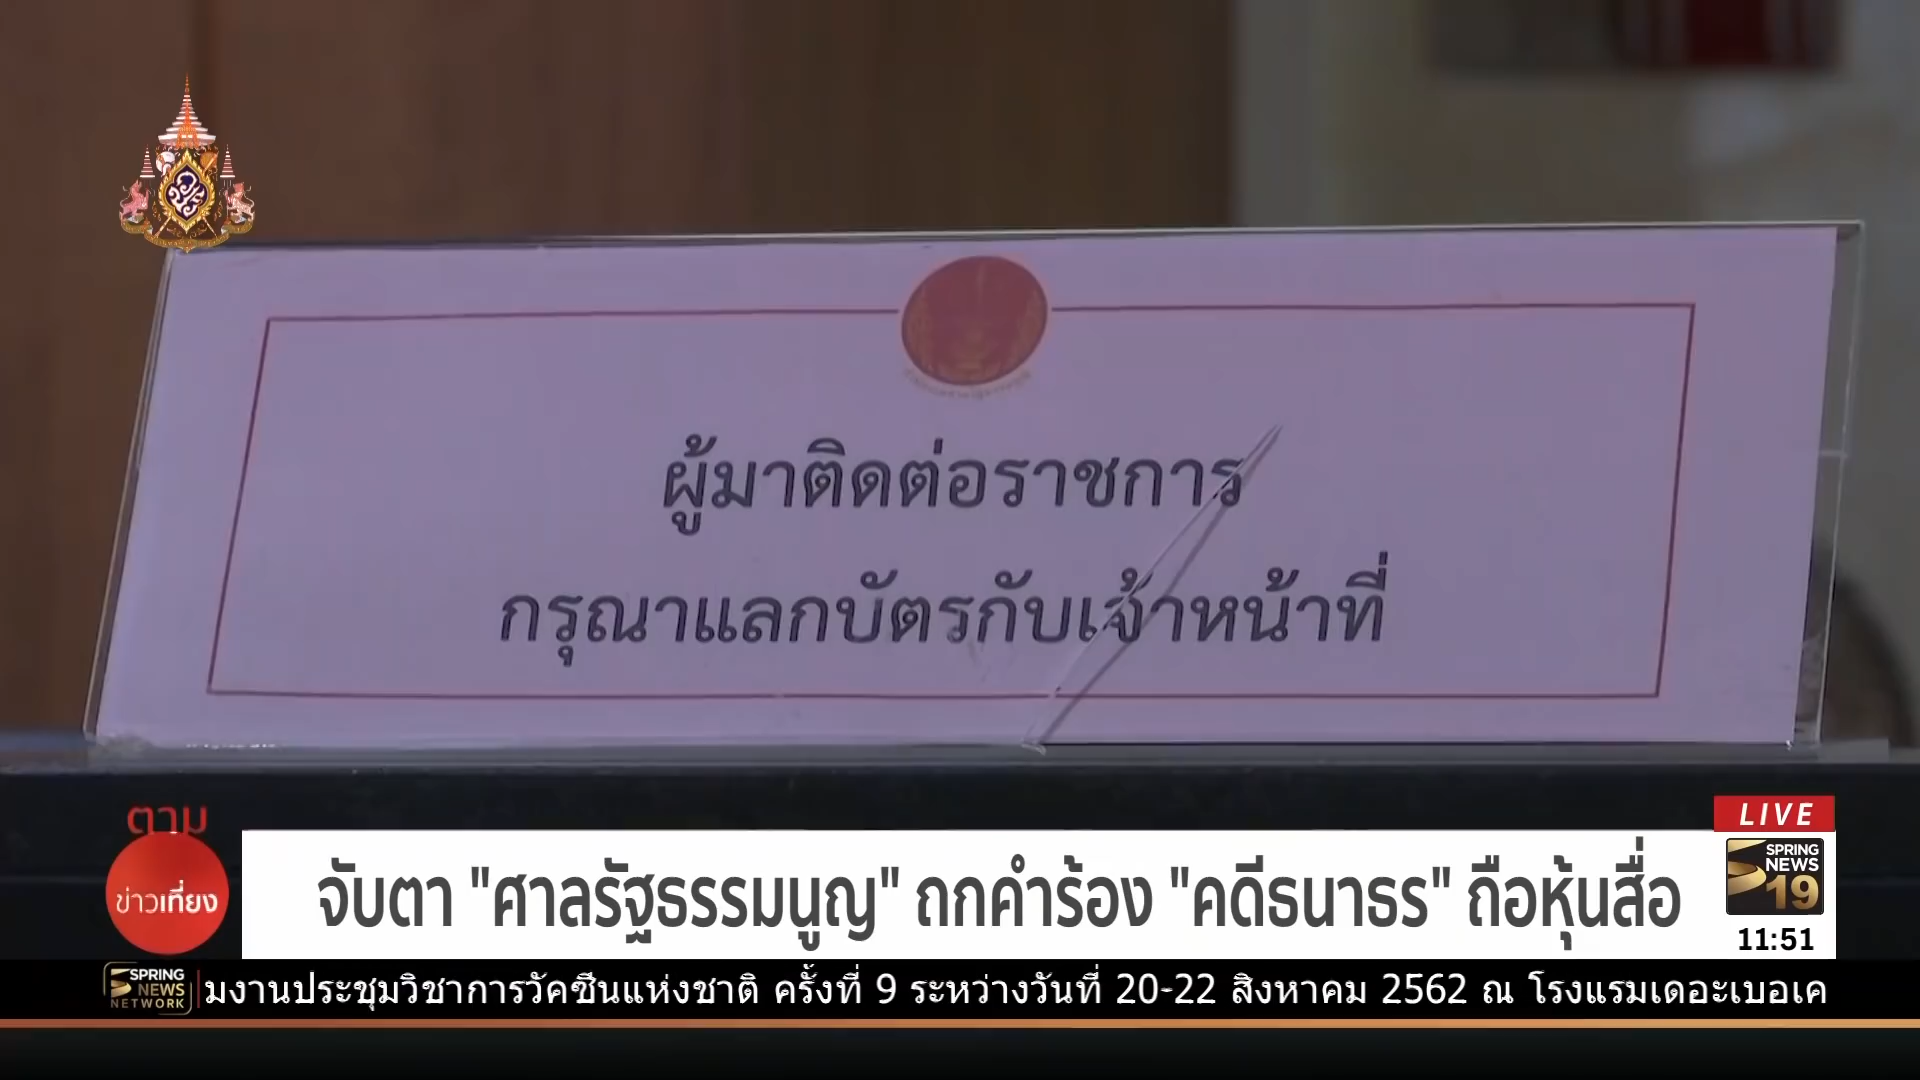 ผู้มาติดต่อราชการ
กรุณาแลกบัตรกับเจ้าหน้าที่
ตาม
ข่าวเที่ยง
จับตา "ศาลรัฐธรรมนูญ" ถกคำร้อง "คดีธนาธร" ถือหุ้นสื่อ
LIVE
SPRING
NEWS
19
11:51
SPRING
NEWS
NETWORK
มงานประชุมวิชาการวัคซีนแห่งชาติ ครั้งที่ 9 ระหว่างวันที่ 20-22 สิงหาคม 2562 ณ โรงแรมเดอะเบอเค